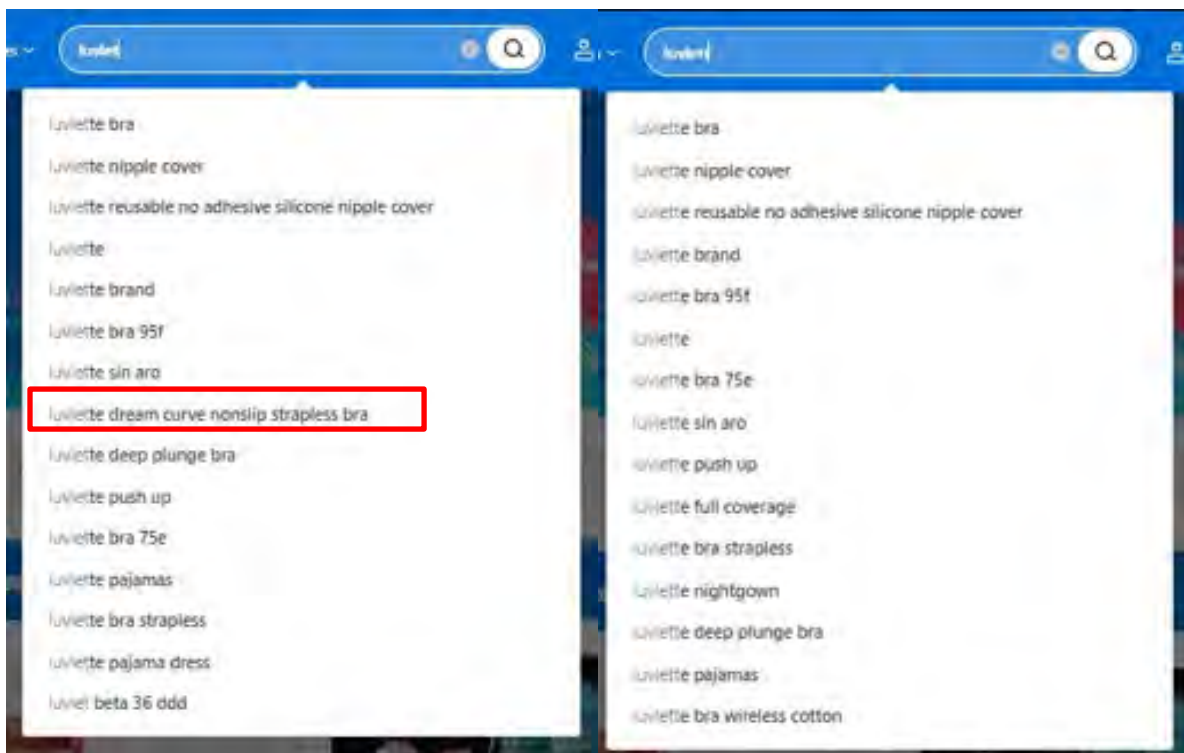 luviet
luviette bra
luviette nipple cover
luviette reusable no adhesive silicone nipple cover
luviette
luviette brand
luviette bra 95f
luviette sin aro
luviette dream curve nonslip strapless bra
luviette deep plunge bra
luviette push up
luviette bra 75e
luviette pajamas
luviette bra strapless
luviette pajama dress
luviet beta 36 ddd
luviette bra
luviette nipple cover
luviette reusable no adhesive silicone nipple cover
luviette brand
luviette bra 95f
luviette
luviette bra 75e
luviette sin aro
luviette push up
luviette full coverage
luviette bra strapless
luviette nightgown
luviette deep plunge bra
luviette pajamas
luviette bra wireless cotton